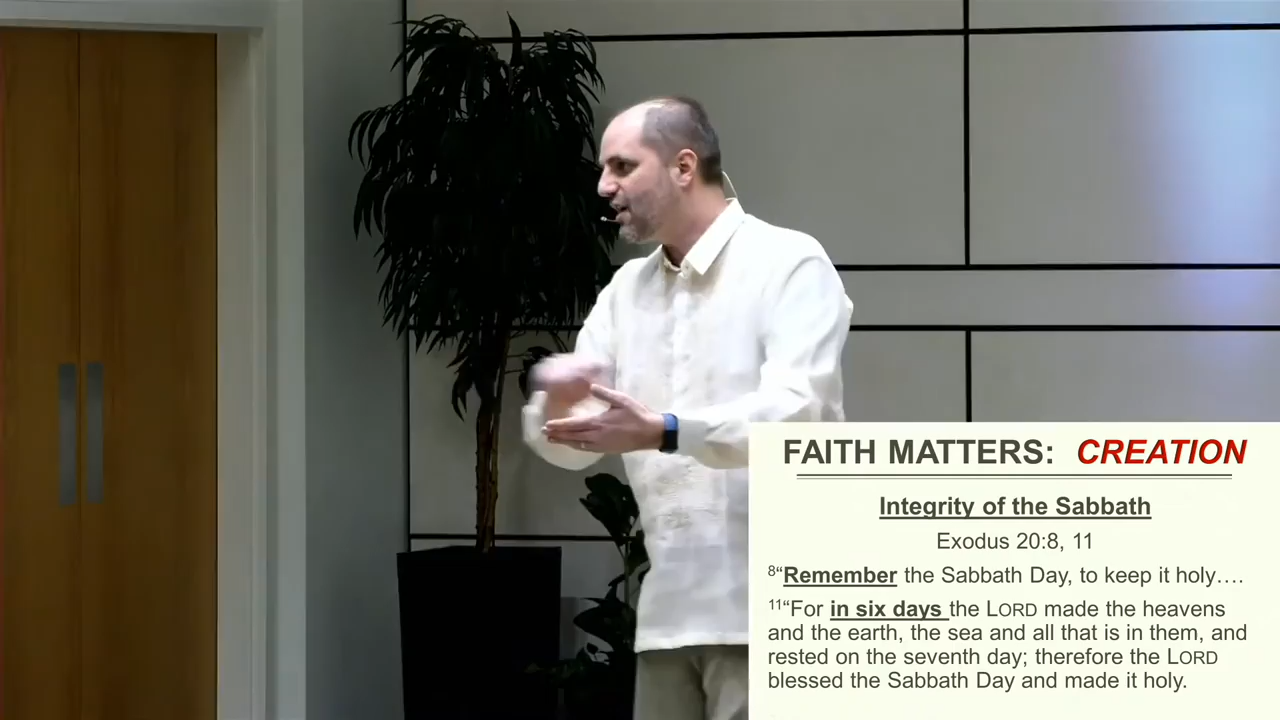 FAITH MATTERS: CREATION
Integrity of the Sabbath
Exodus 20:8, 11
8“Remember the Sabbath Day, to keep it holy….
11“For in six days the LORD made the heavens
and the earth, the sea and all that is in them, and
rested on the seventh day; therefore the LORD
blessed the Sabbath Day and made it holy.